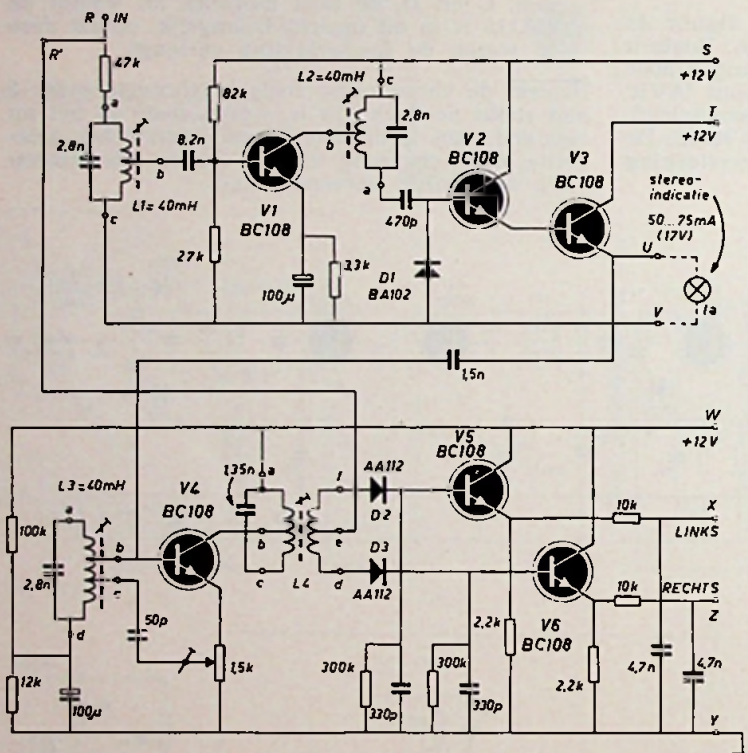 R IN
R'
47k
a
2,8n
b
c
L1=40mH
8,2n
82k
27k
V1
BC108
100µ
3,3k
L2=40mH
c
b
a
2,8n
470p
D1
BA102
V2
BC108
V3
BC108
S
+12V
T
+12V
stereo-
indicatie
50...75mA
(17V)
U
la
V
1,5n
100k
12k
L3=40mH
a
b
c
d
2,8n
100µ
50p
V4
BC108
1,5k
1,35n
a
b
c
L4
f
e
d
AA112
D2
D3
AA112
300k
330p
300k
330p
V5
BC108
V6
BC108
2,2k
2,2k
10k
10k
4,7n
4,7n
W
+12V
X
LINKS
RECHTS
Z
Y